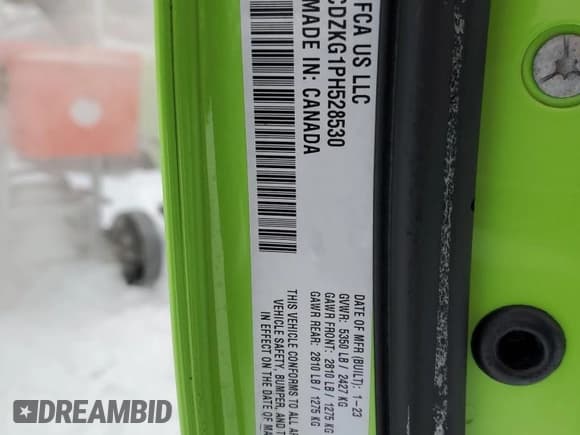 FCA US LLC
CDZKG1PH528530
MADE IN: CANADA
DATE OF MFR (BUILT): 1-23
GVWR: 5350 LB / 2427 KG
GAWR FRONT: 2810 LB / 1275 KG
GAWR REAR: 2810 LB / 1275 KG
THIS VEHICLE CONFORMS TO ALL
VEHICLE SAFETY, BUMPER, AND
IN EFFECT ON THE DATE OF
DREAMBID